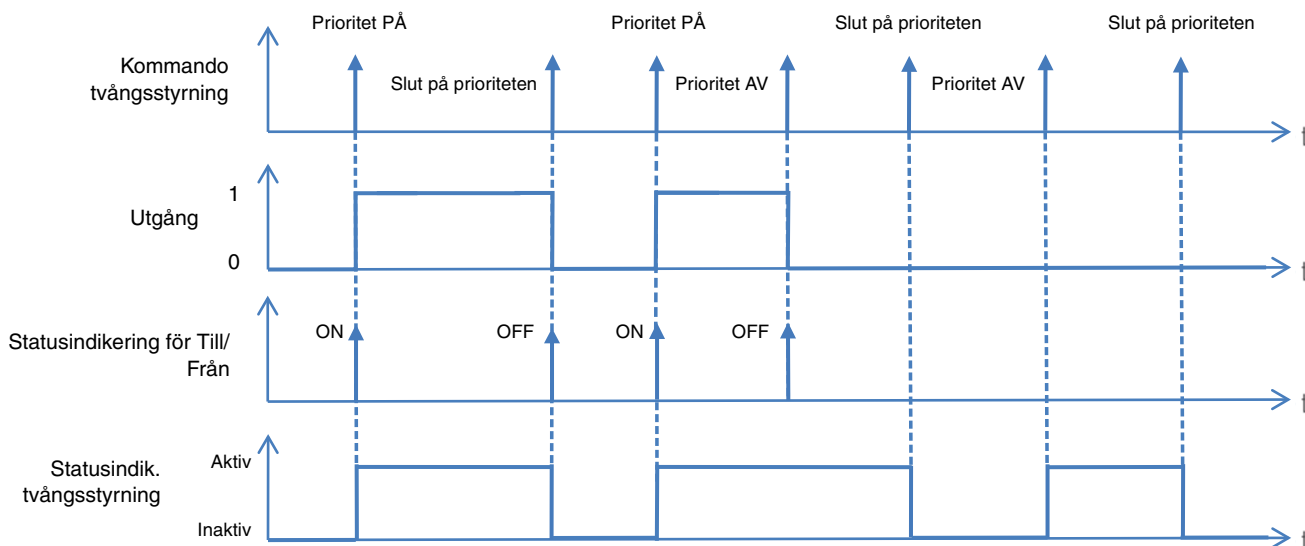 Prioritet PÅ
Prioritet PÅ
Slut på prioriteten
Slut på prioriteten
Kommando
tvångsstyrning
Slut på prioriteten
Prioritet AV
Prioritet AV
t
1
Utgång
0
t
Statusindikering för Till/
Från
ON
OFF
ON
OFF
t
Statusindik.
tvångsstyrning
Aktiv
Inaktiv
t